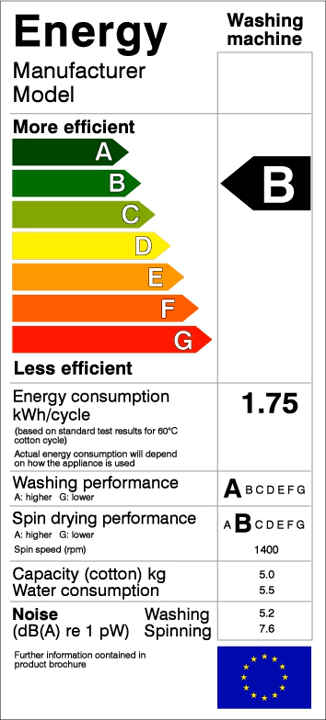 Energy
Washing
machine
Manufacturer
Model
More efficient
A
B
B
C
D
E
F
G
Less efficient
Energy consumption
kWh/cycle
1.75
(based on standard test results for 60°C
cotton cycle)
Actual energy consumption will depend
on how the appliance is used
Washing performance
A: higher G: lower
A B C D E F G
Spin drying performance
A: higher G: lower
A B C D E F G
Spin speed (rpm) 1400
Capacity (cotton) kg 5.0
Water consumption 5.5
Noise Washing 5.2
(dB(A) re 1 pW) Spinning 7.6
Further information contained in
product brochure